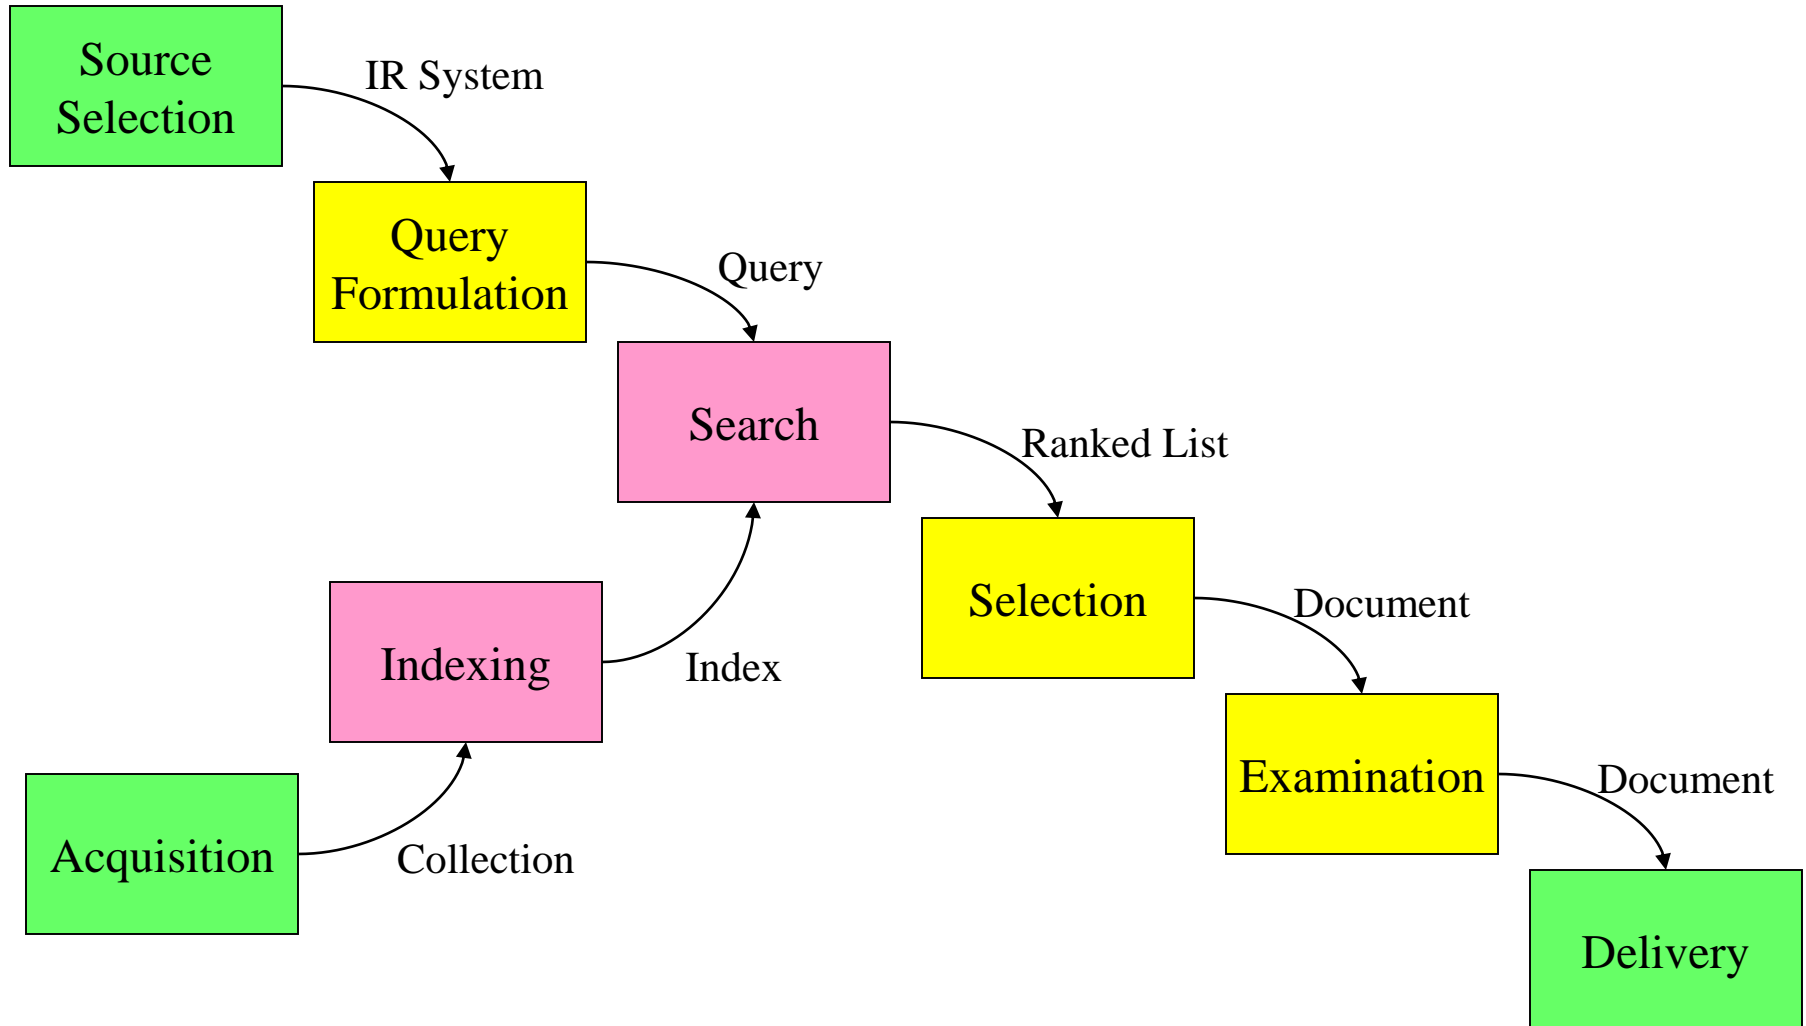 Source
Selection
IR System
Query
Formulation
Query
Search
Ranked List
Selection
Document
Indexing
Index
Examination
Document
Acquisition
Collection
Delivery